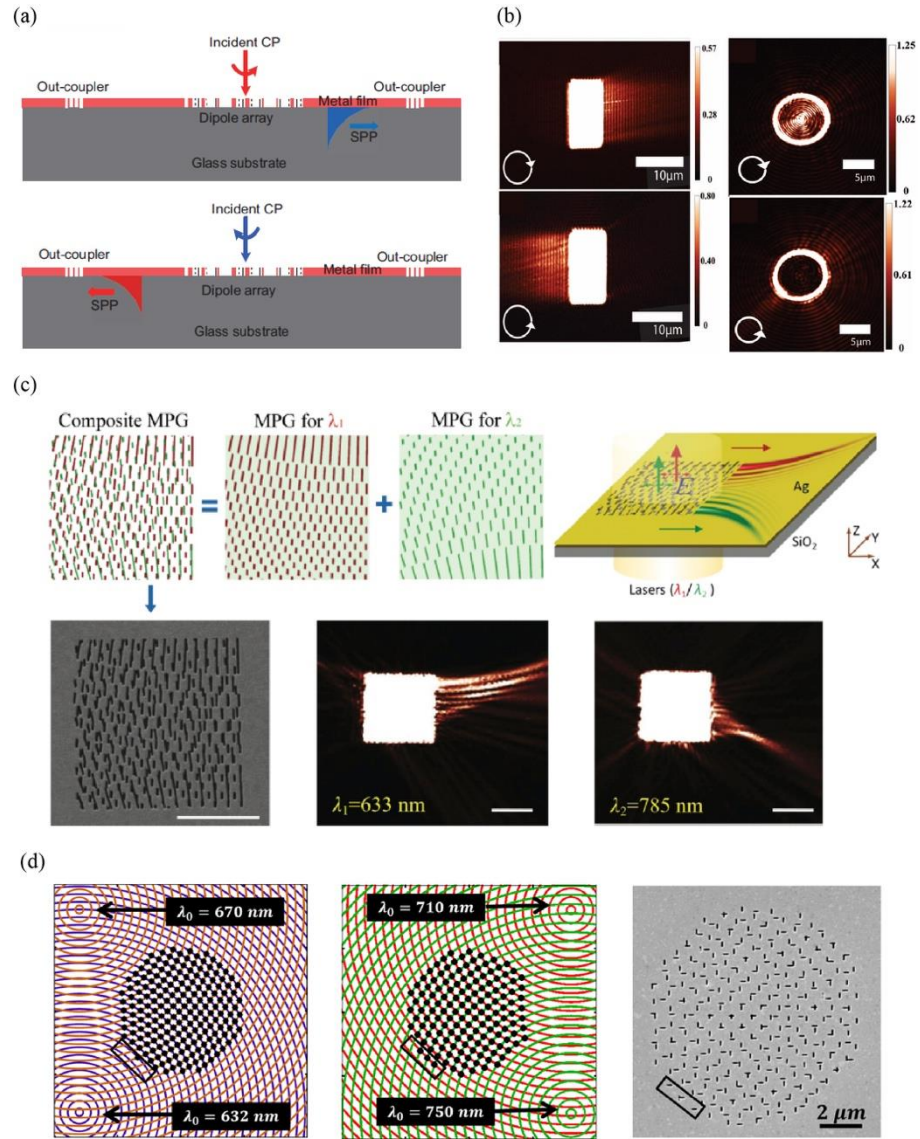 (a)
Incident CP
Out-coupler
Out-coupler
Metal film
Dipole array
SPP
Glass substrate
Incident CP
Out-coupler
Out-coupler
Metal film
SPP
Dipole array
Glass substrate
(b)
0.57
0.28
0
10μm
1.25
0.62
0
5μm
0.80
0.40
0
10μm
1.22
0.61
0
5μm
(c)
Composite MPG
MPG for λ1
MPG for λ2
=
+
E
Ag
SiO2
Z
Y
X
Lasers (λ1/λ2)
λ1=633 nm
λ2=785 nm
(d)
λ0 = 670 nm
λ0 = 632 nm
λ0 = 710 nm
λ0 = 750 nm
2 μm